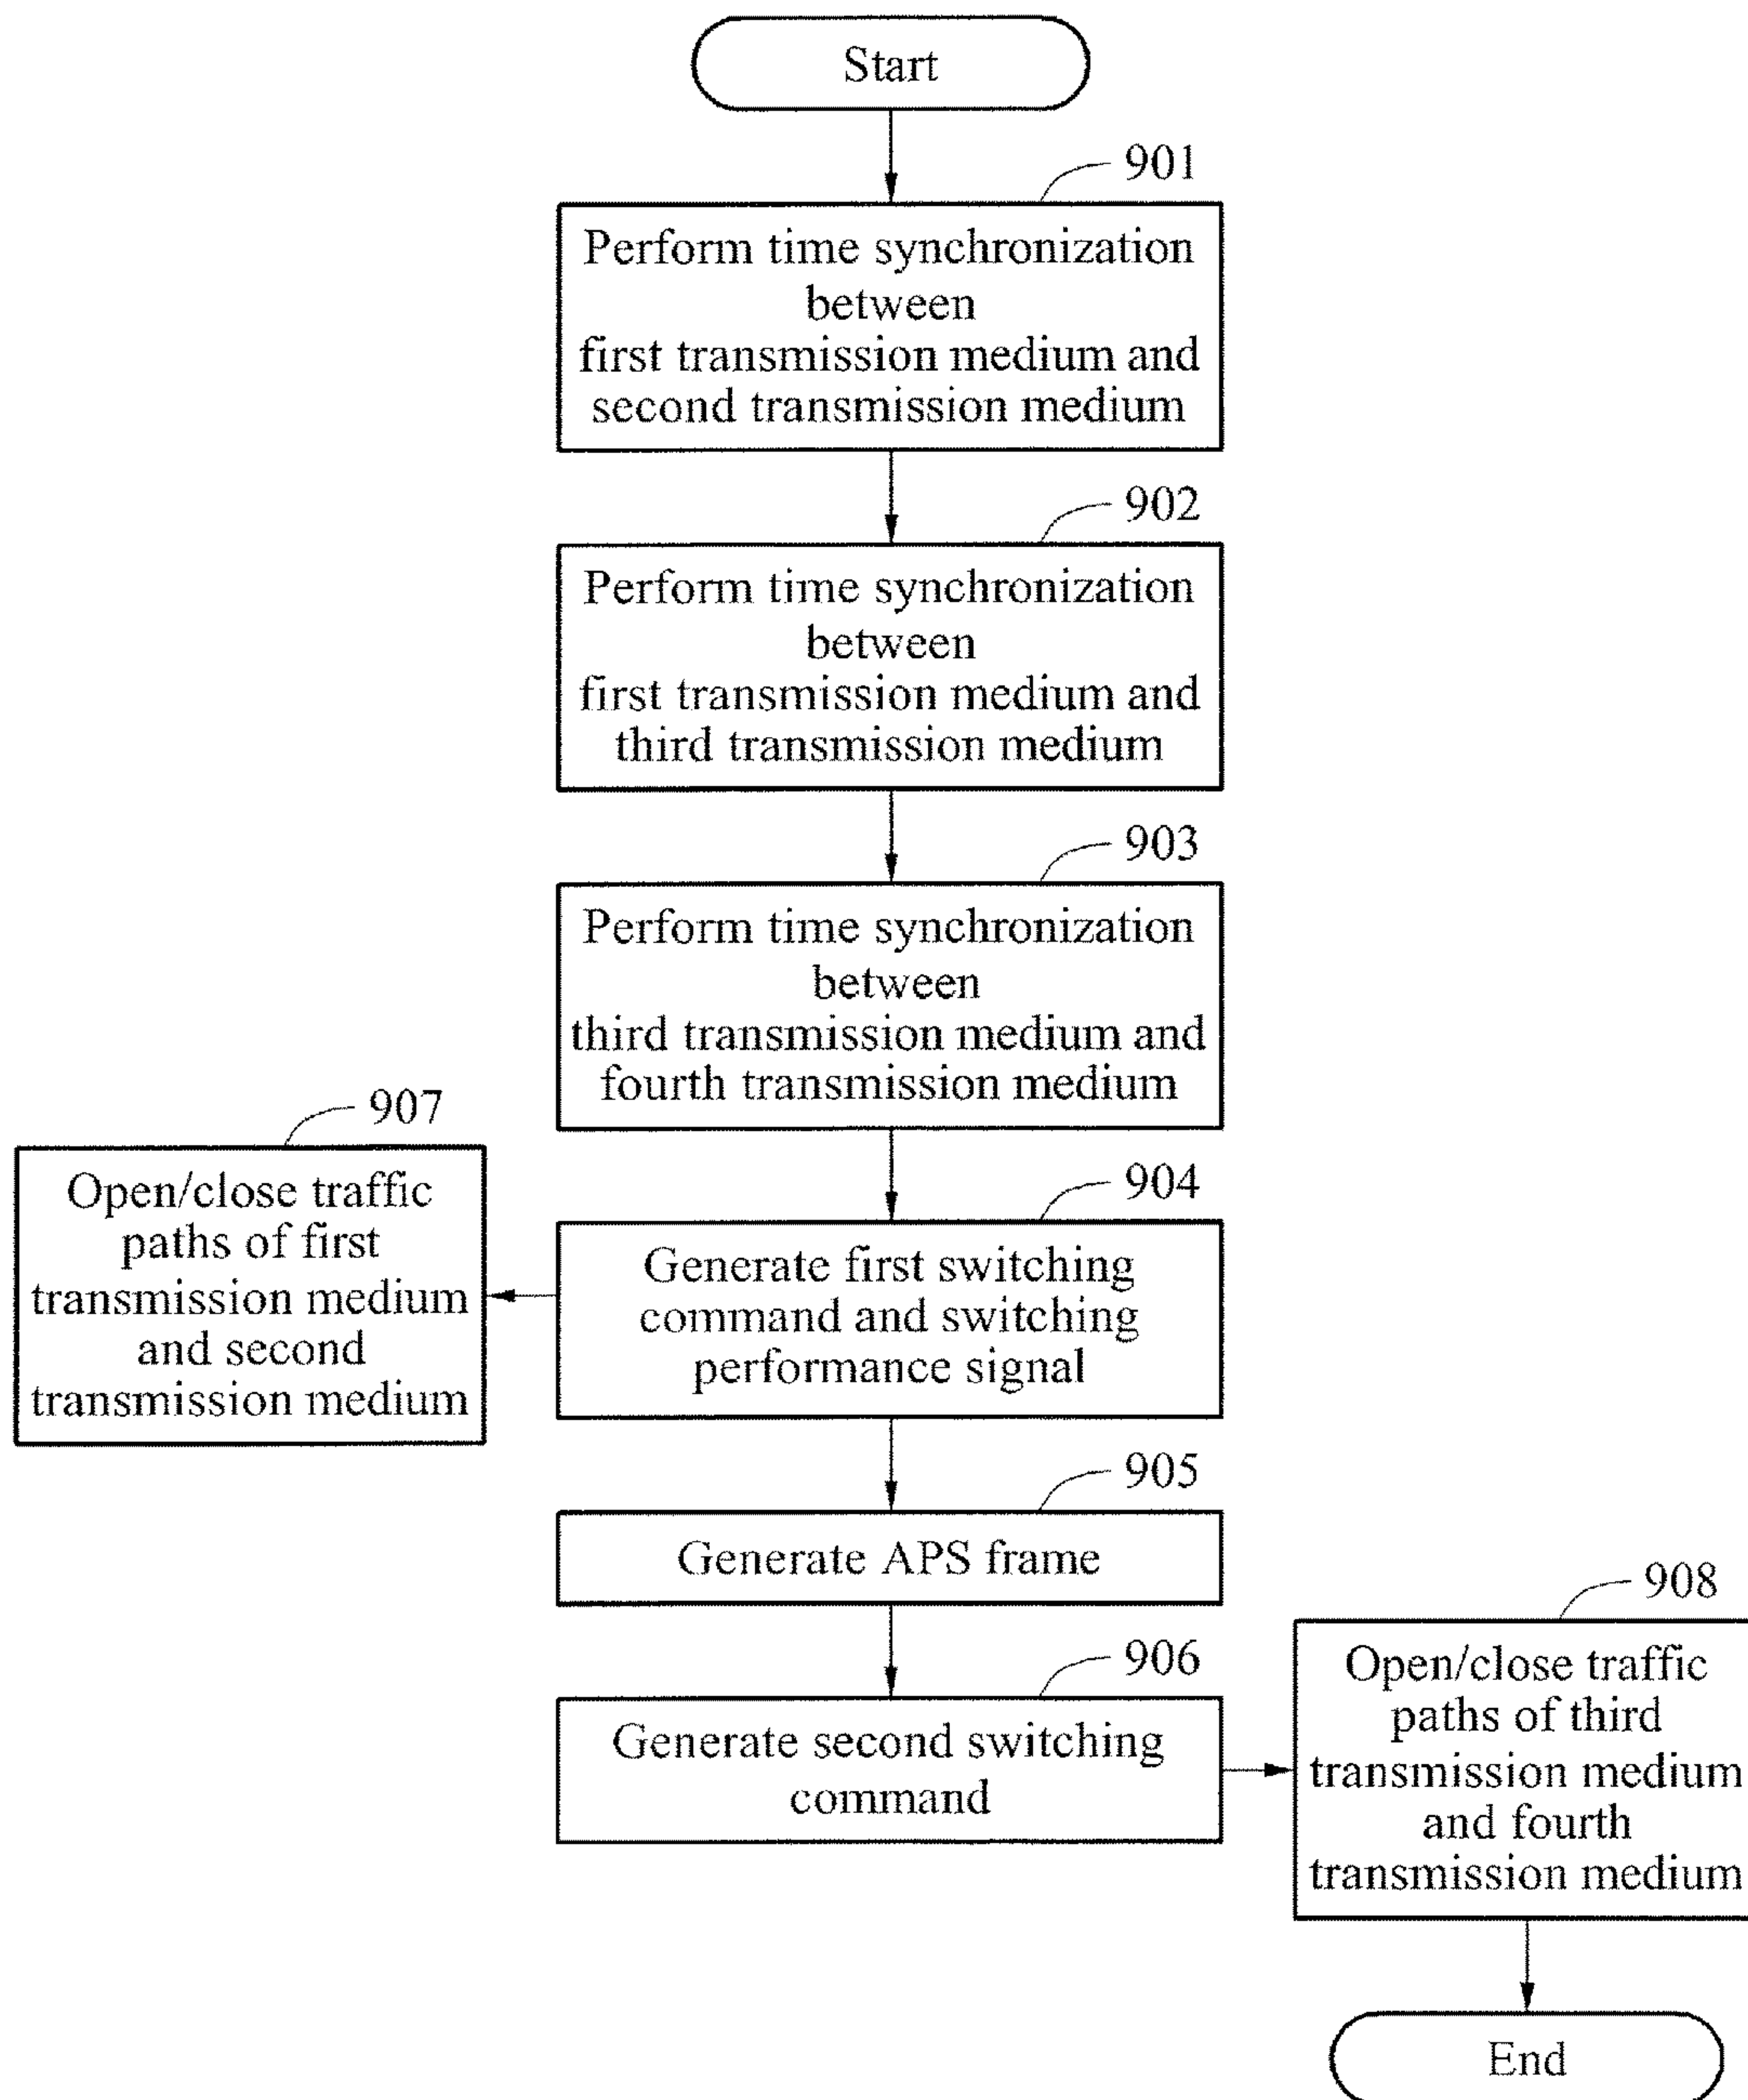 Start
901
Perform time synchronization
between
first transmission medium and
second transmission medium
902
Perform time synchronization
between
first transmission medium and
third transmission medium
903
Perform time synchronization
between
third transmission medium and
fourth transmission medium
907
Open/close traffic
paths of first
transmission medium
and second
transmission medium
904
Generate first switching
command and switching
performance signal
905
Generate APS frame
906
Generate second switching
command
908
Open/close traffic
paths of third
transmission medium
and fourth
transmission medium
End